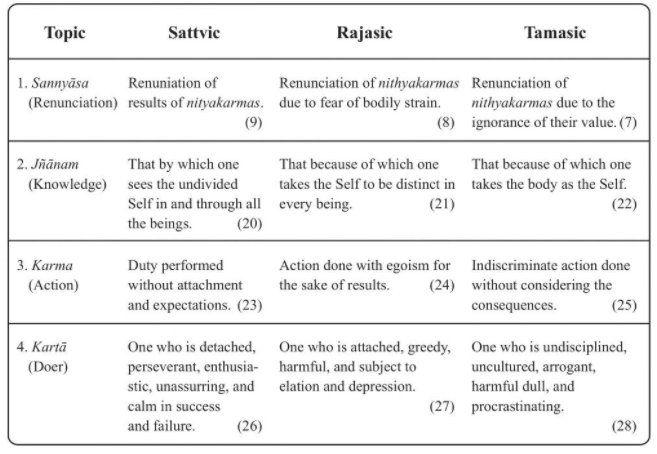 Topic Sattvic Rajasic Tamasic
1. Sannyāsa
(Renunciation)
Renuniation of
results of nityakarmas.
(9)
Renunciation of nithyakarmas
due to fear of bodily strain.
(8)
Renunciation of
nithyakarmas due to the
ignorance of their value. (7)
2. Jñānam
(Knowledge)
That by which one
sees the undivided
Self in and through all
the beings. (20)
That because of which one
takes the Self to be distinct in
every being. (21)
That because of which one
takes the body as the Self.
(22)
3. Karma
(Action)
Duty performed
without attachment
and expectations. (23)
Action done with egoism for
the sake of results. (24)
Indiscriminate action done
without considering the
consequences. (25)
4. Kartā
(Doer)
One who is detached,
perseverant, enthusia-
stic, unassurring, and
calm in success
and failure. (26)
One who is attached, greedy,
harmful, and subject to
elation and depression.
(27)
One who is undisciplined,
uncultured, arrogant,
harmful dull, and
procrastinating.
(28)